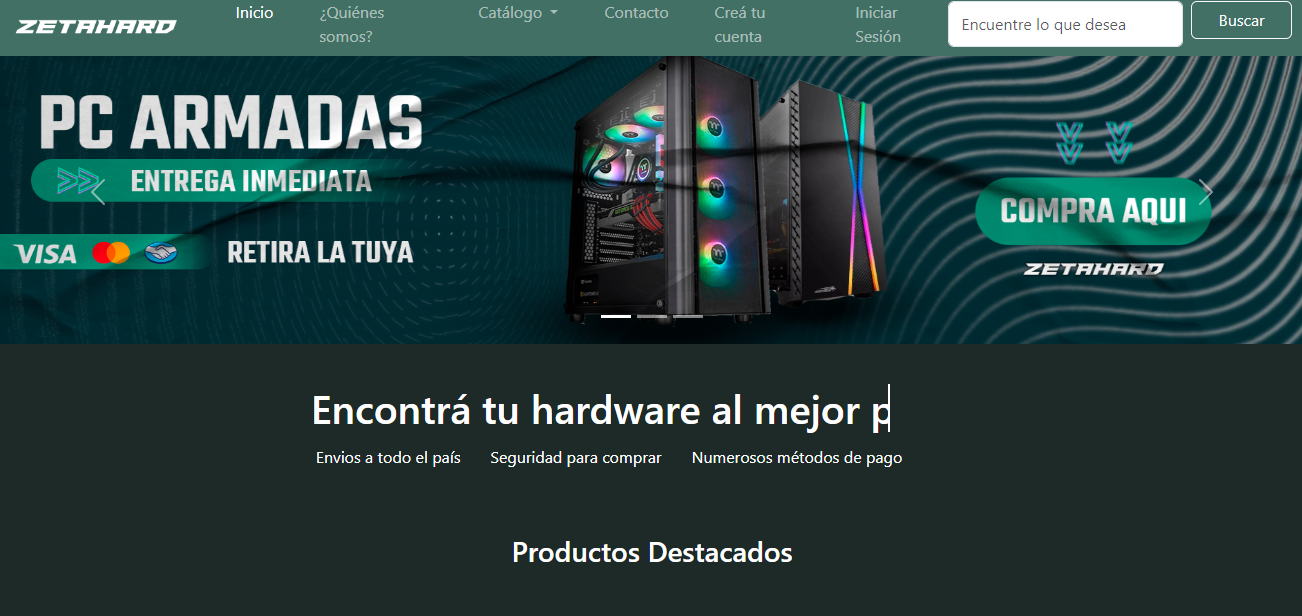 ZETAHARD
Inicio
¿Quiénes
somos?
Catálogo
Contacto
Creá tu
cuenta
Iniciar
Sesión
Encuentre lo que desea
Buscar
PC ARMADAS
ENTREGA INMEDIATA
VISA
RETIRA LA TUYA
COMPRA AQUI
ZETAHARD
Encontrá tu hardware al mejor p
Envios a todo el país
Seguridad para comprar
Numerosos métodos de pago
Productos Destacados